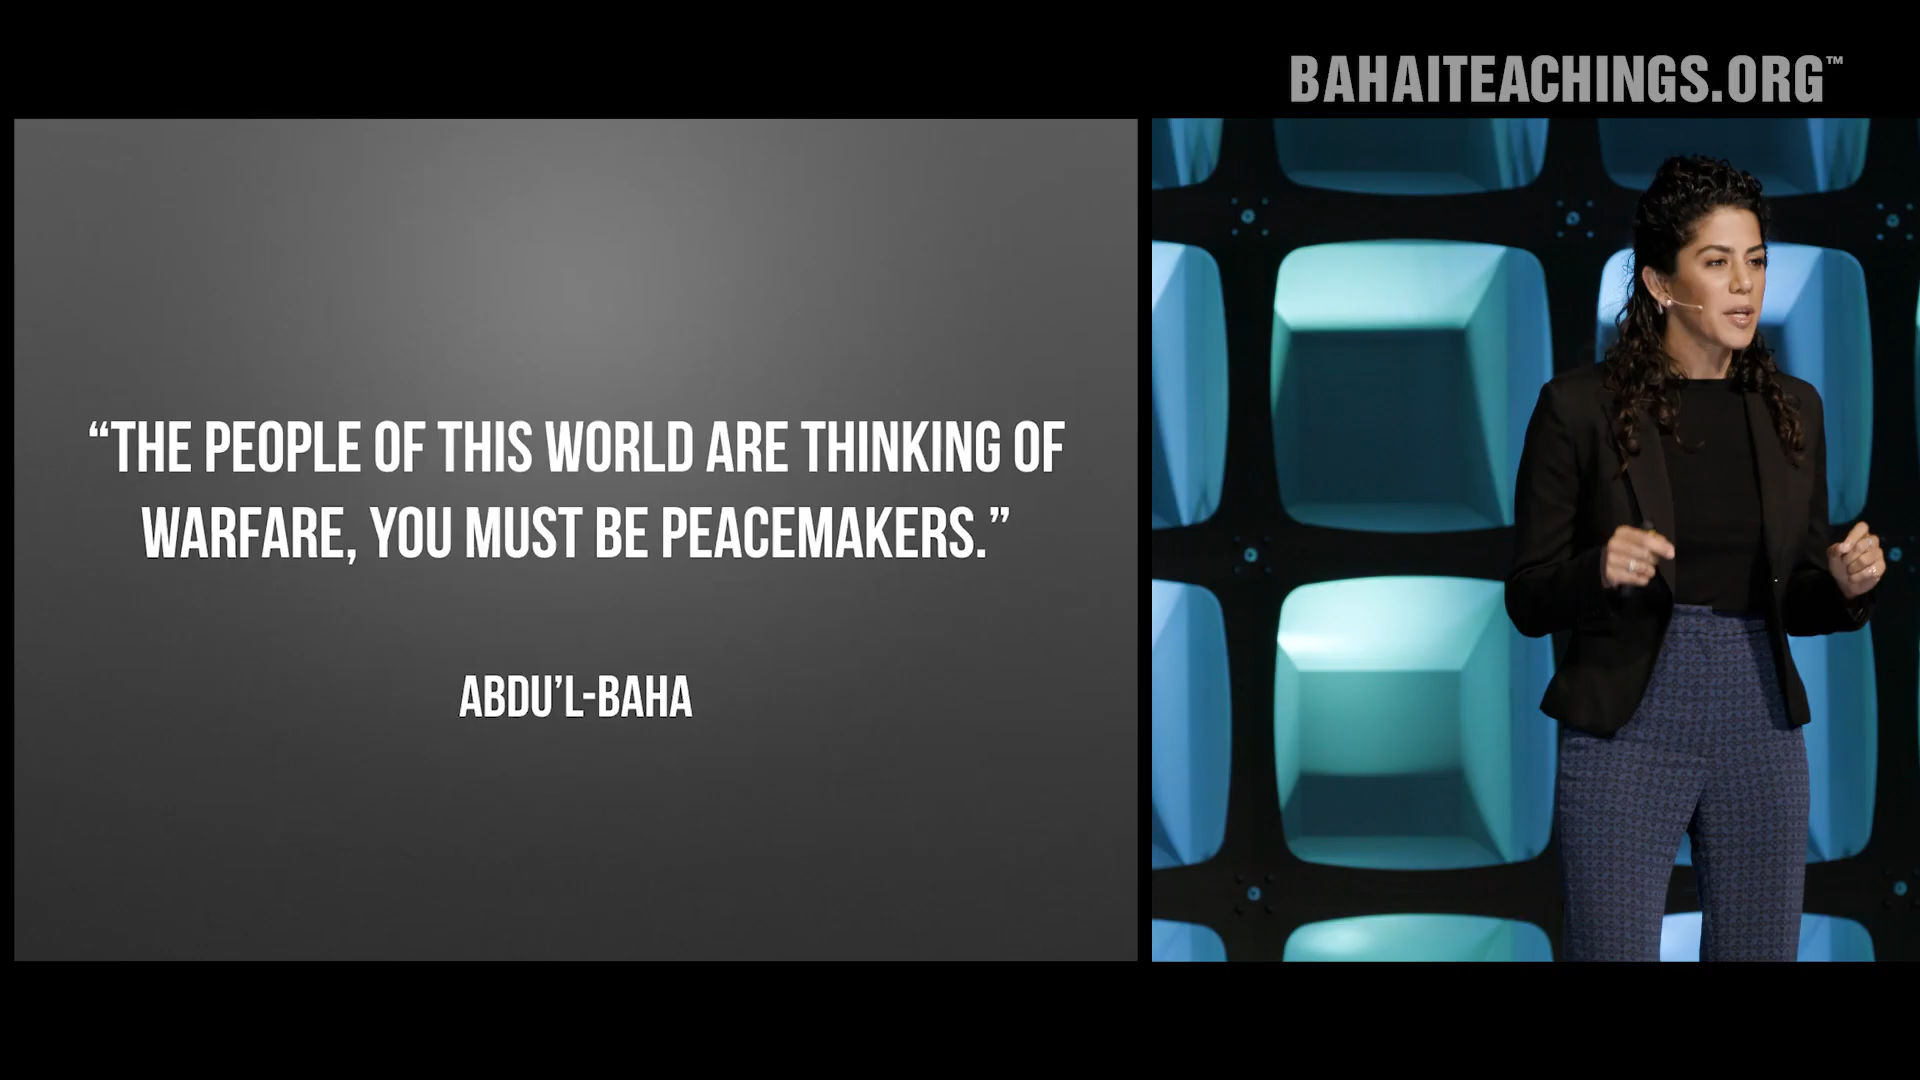 BAHAITEACHINGS.ORG™
“THE PEOPLE OF THIS WORLD ARE THINKING OF
WARFARE, YOU MUST BE PEACEMAKERS.”
ABDU’L-BAHA